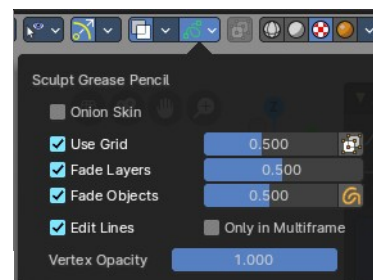 Sculpt Grease Pencil
Onion Skin
Use Grid 0.500
Fade Layers 0.500
Fade Objects 0.500
Edit Lines Only in Multiframe
Vertex Opacity 1.000